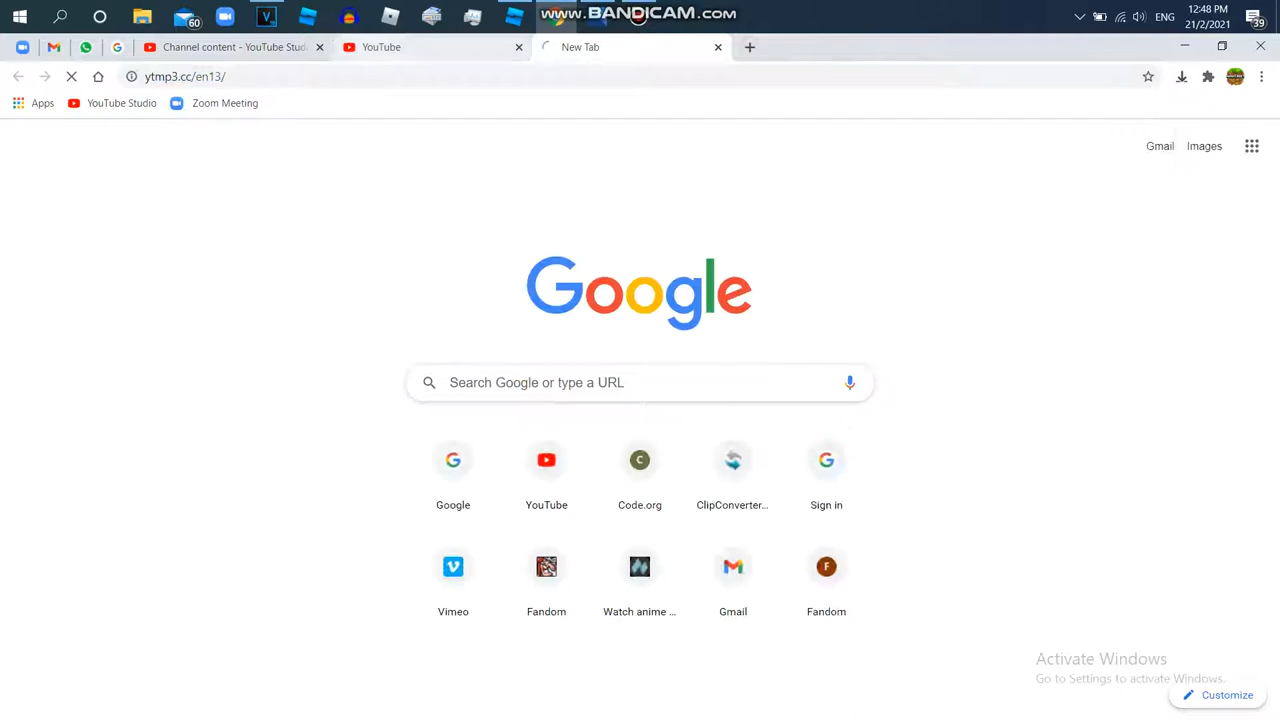 www.BANDICAM.com
60
ENG
12:48 PM
21/2/2021
39
Channel content - YouTube Studi
YouTube
New Tab
ytmp3.cc/en13/
Apps
YouTube Studio
Zoom Meeting
Gmail
Images
Google
Search Google or type a URL
Google
YouTube
Code.org
ClipConverter...
Sign in
Vimeo
Fandom
Watch anime ...
Gmail
Fandom
Activate Windows
Go to Settings to activate Windows.
Customize